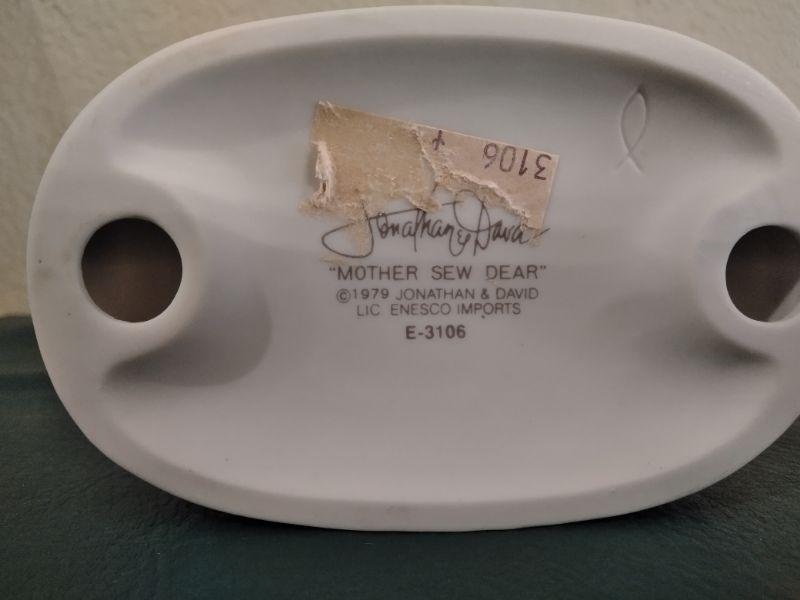 3106
Jonathan & David
"MOTHER SEW DEAR"
©1979 JONATHAN & DAVID
LIC. ENESCO IMPORTS
E-3106